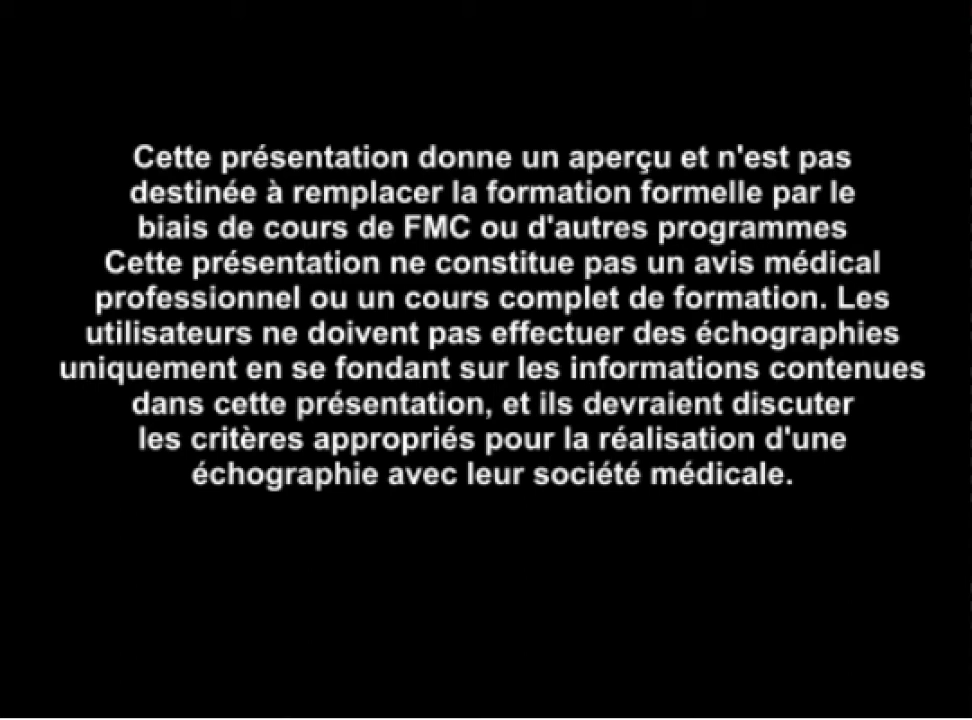 Cette présentation donne un aperçu et n'est pas
destinée à remplacer la formation formelle par le
biais de cours de FMC ou d'autres programmes
Cette présentation ne constitue pas un avis médical
professionnel ou un cours complet de formation. Les
utilisateurs ne doivent pas effectuer des échographies
uniquement en se fondant sur les informations contenues
dans cette présentation, et ils devraient discuter
les critères appropriés pour la réalisation d'une
échographie avec leur société médicale.